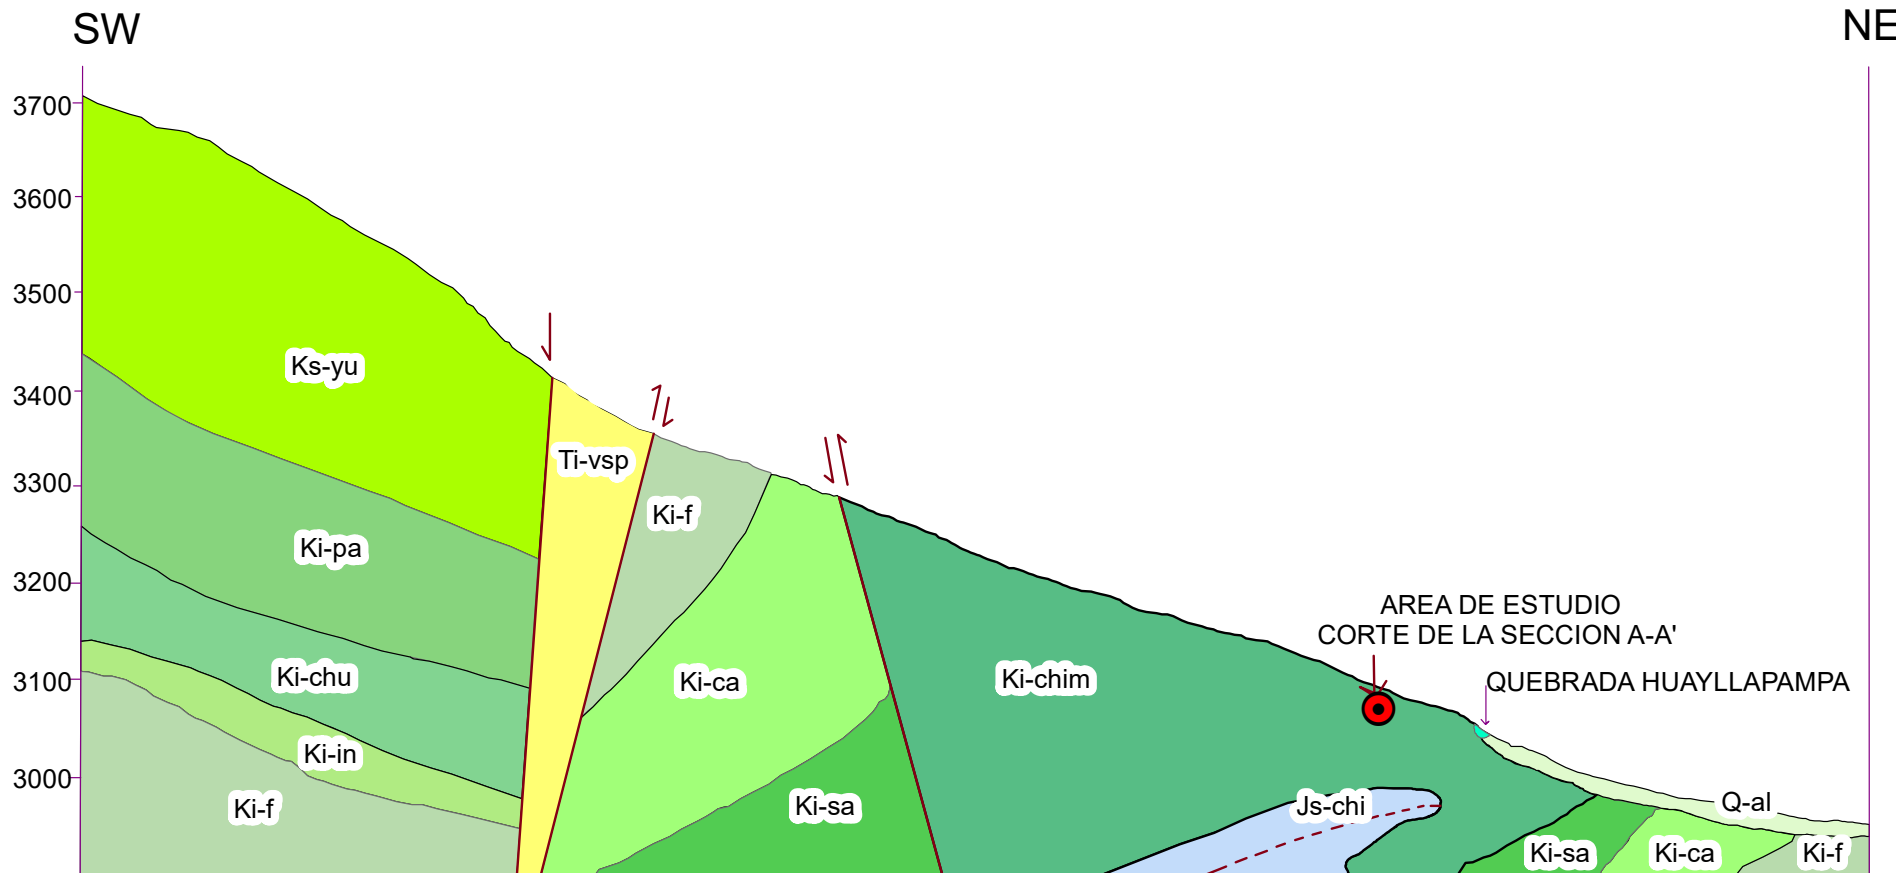 SW
NE
3700
3600
3500
3400
3300
3200
3100
3000
Ks-yu
Ti-vsp
Ki-f
Ki-pa
AREA DE ESTUDIO
CORTE DE LA SECCION A-A'
Ki-chu
Ki-ca
Ki-chim
QUEBRADA HUAYLLAPAMPA
Ki-in
Ki-f
Ki-sa
Js-chi
Q-al
Ki-sa
Ki-ca
Ki-f